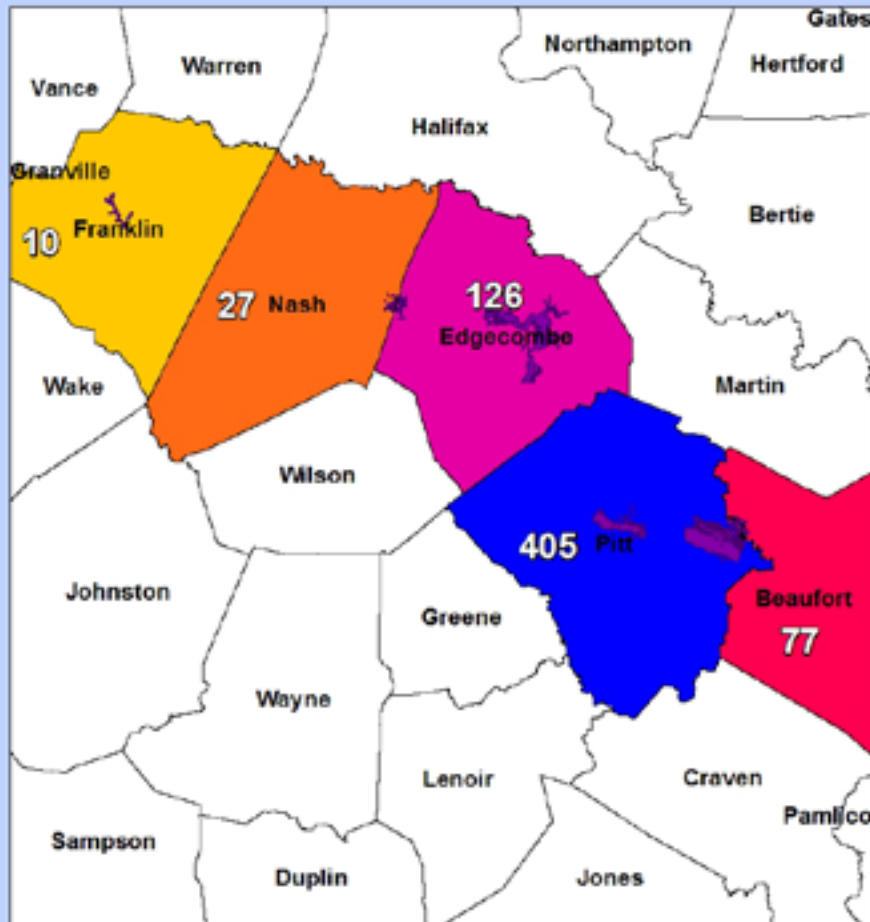 Gates
Northampton
Hertford
Warren
Vance
Halifax
Granville
Bertie
Franklin
10
126
27 Nash
Edgecombe
Wake
Martin
Wilson
405 Pitt
Johnston
Beaufort
Greene
77
Wayne
Lenoir
Craven
Pamlico
Sampson
Duplin
Jones